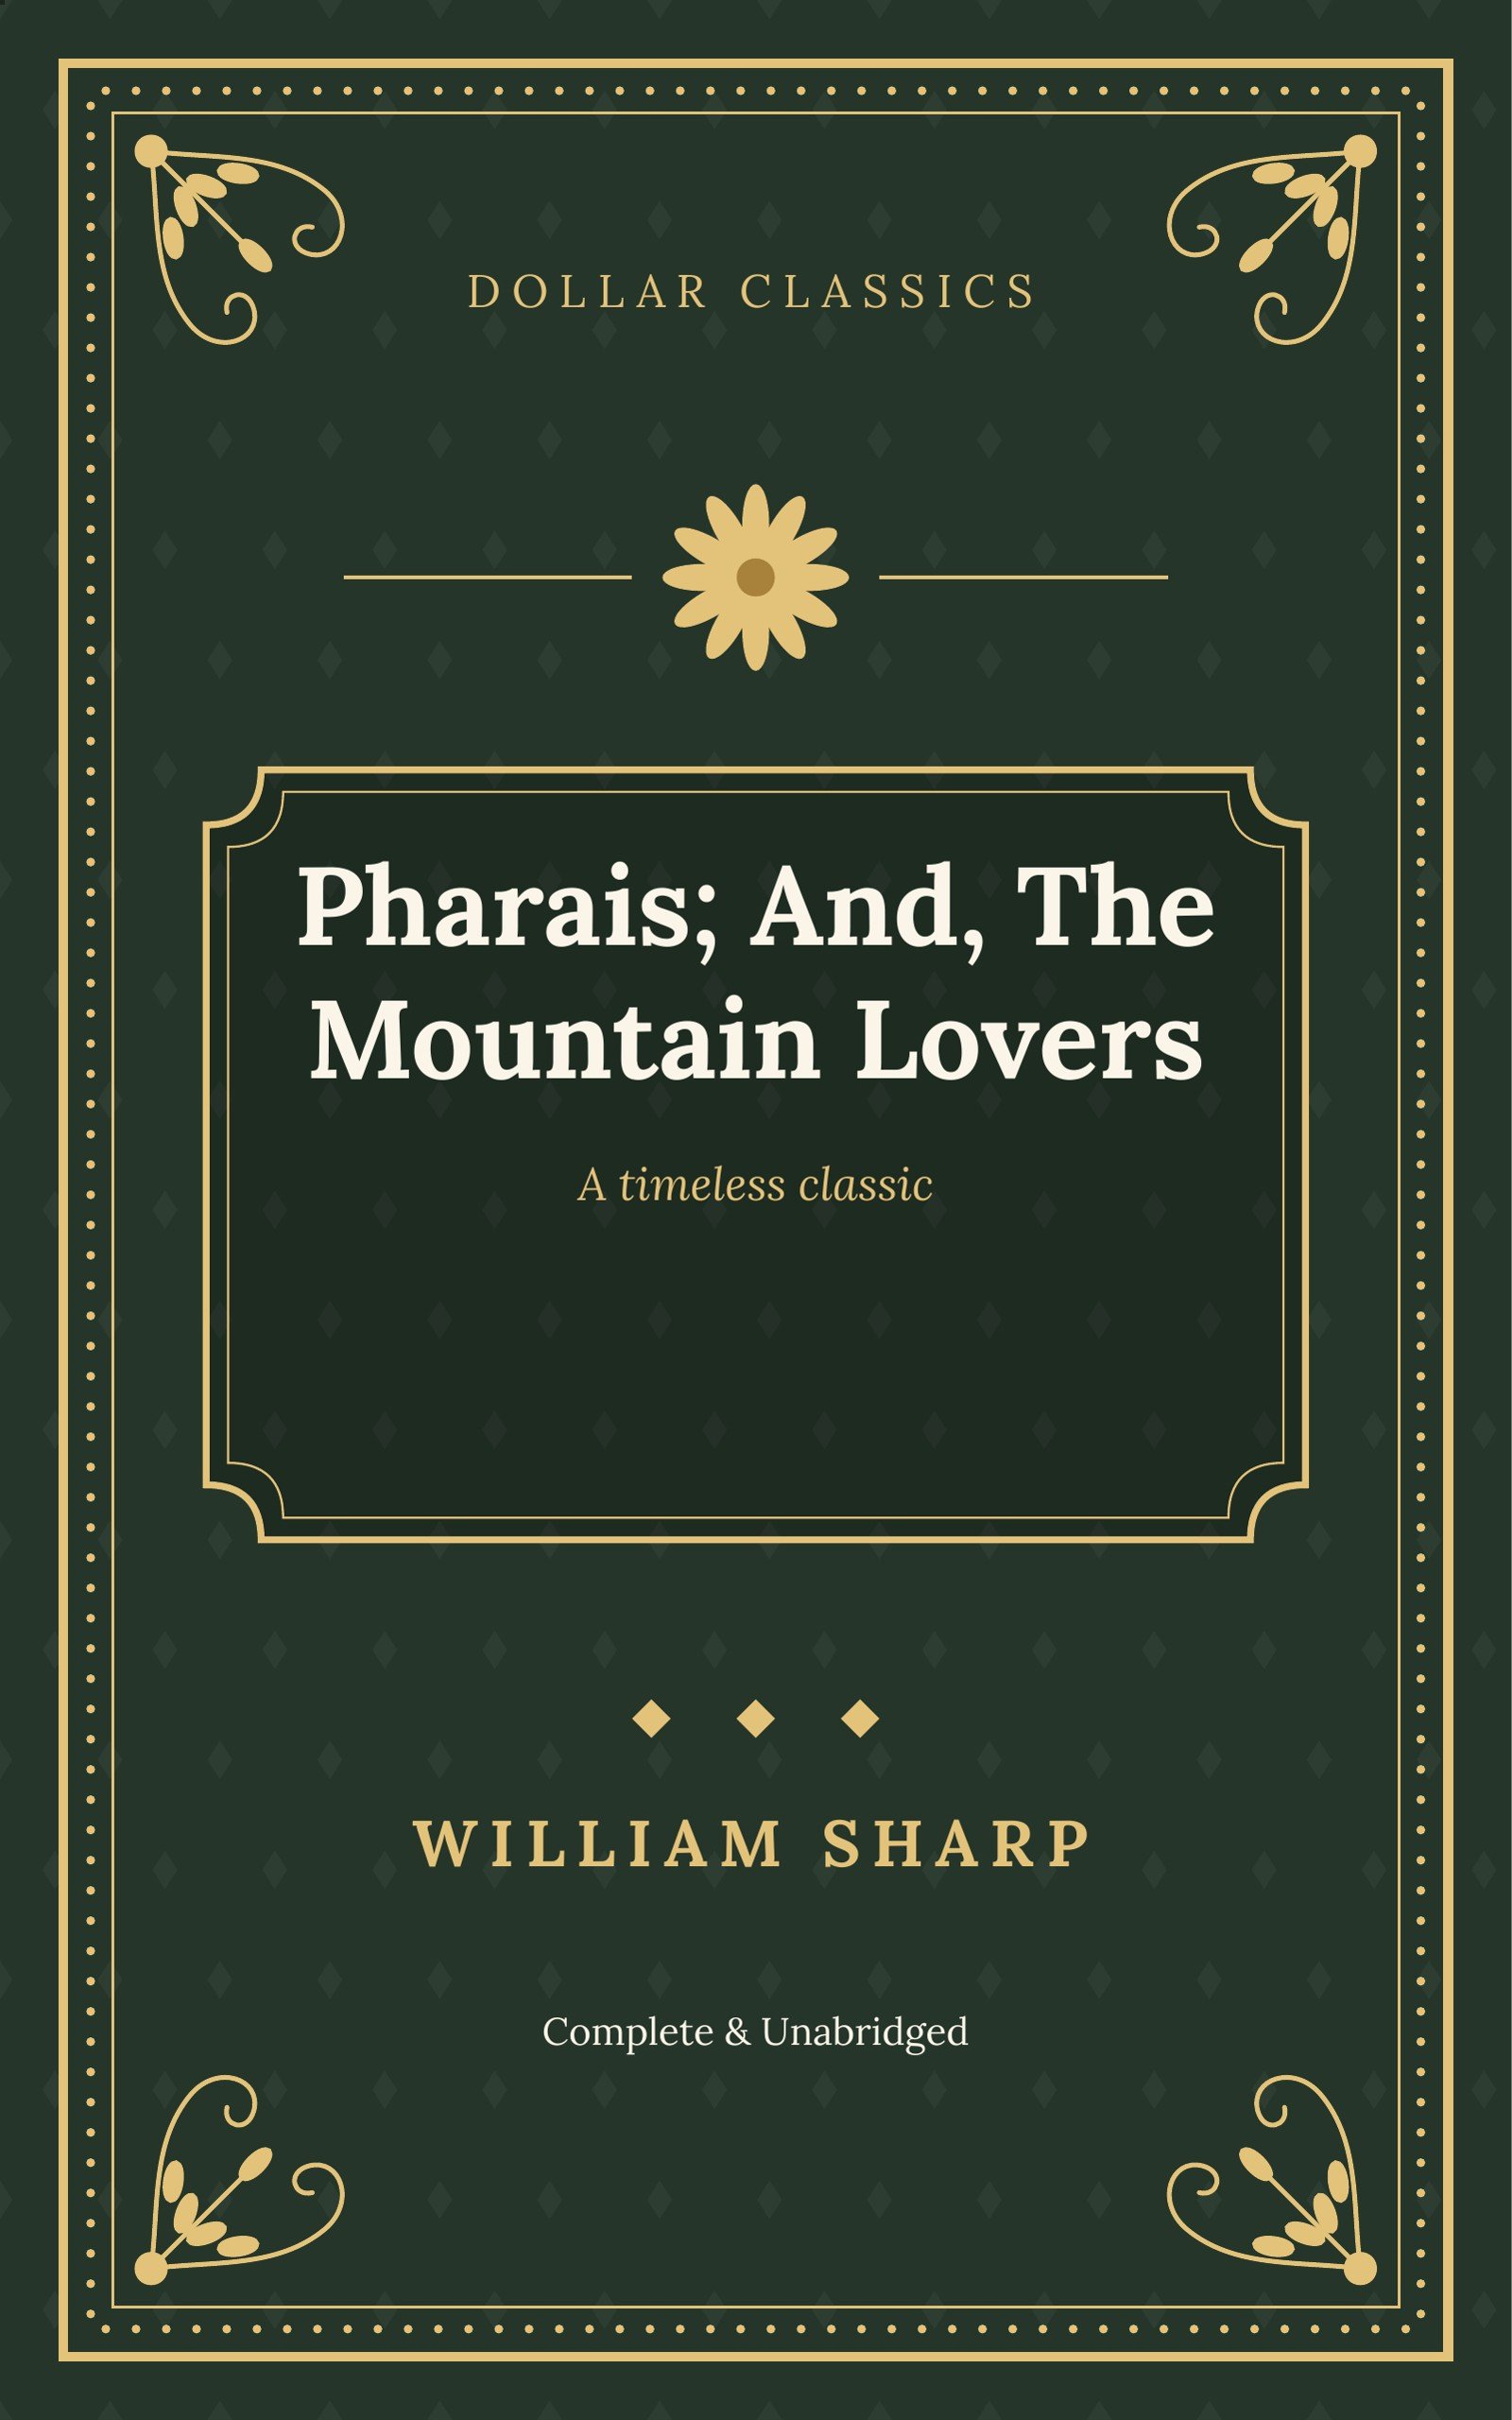 DOLLAR CLASSICS
Pharais; And, The
Mountain Lovers
A timeless classic
WILLIAM SHARP
Complete & Unabridged